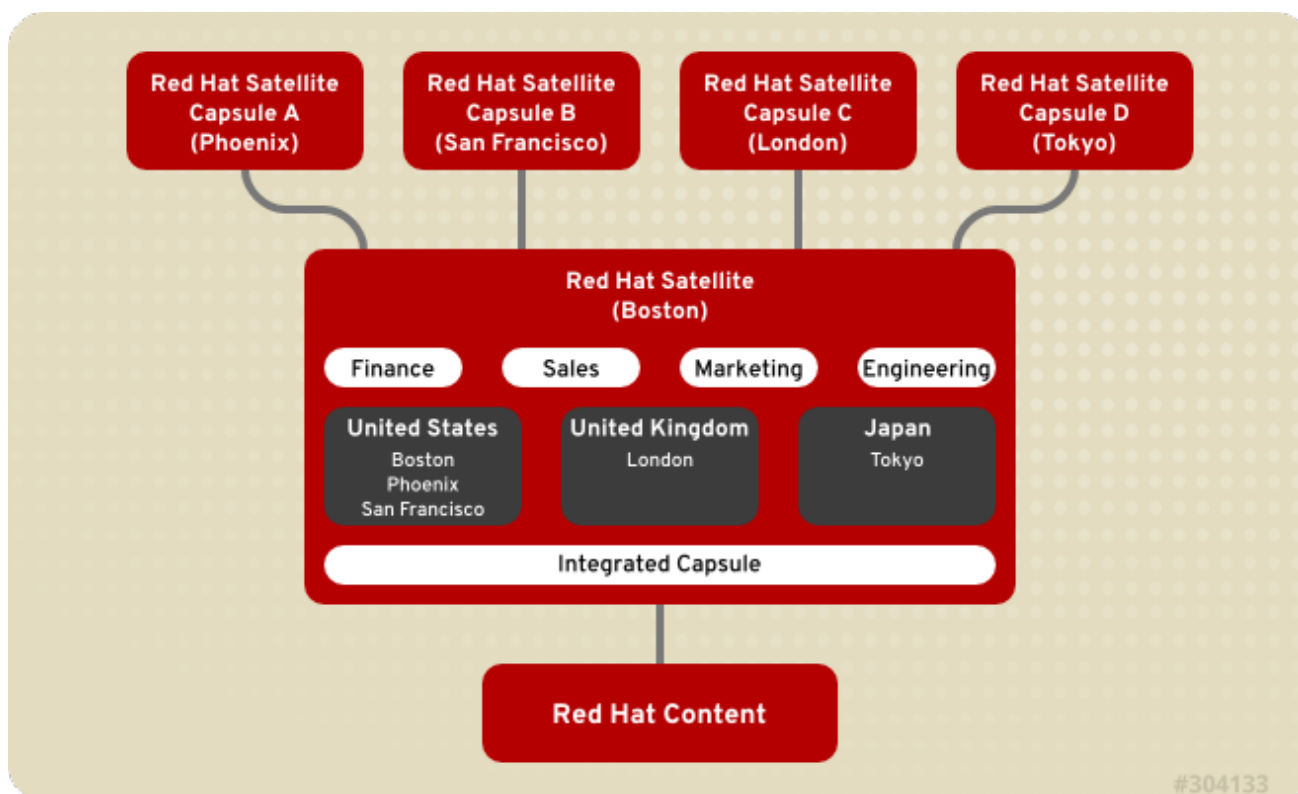 Red Hat Satellite
Capsule A
(Phoenix)
Red Hat Satellite
Capsule B
(San Francisco)
Red Hat Satellite
Capsule C
(London)
Red Hat Satellite
Capsule D
(Tokyo)
Red Hat Satellite
(Boston)
Finance
Sales
Marketing
Engineering
United States
Boston
Phoenix
San Francisco
United Kingdom
London
Japan
Tokyo
Integrated Capsule
Red Hat Content
#304133